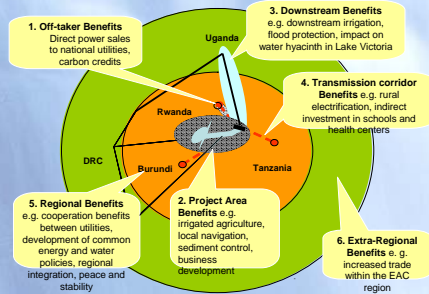 1. Off-taker Benefits
Direct power sales
to national utilities,
carbon credits
Uganda
3. Downstream Benefits
e.g. downstream irrigation,
flood protection, impact on
water hyacinth in Lake Victoria
4. Transmission corridor
Benefits e.g. rural
electrification, indirect
investment in schools and
health centers
Rwanda
DRC
Burundi
Tanzania
5. Regional Benefits
e.g. cooperation benefits
between utilities,
development of common
energy and water
policies, regional
integration, peace and
stability
2. Project Area
Benefits e.g.
irrigated agriculture,
local navigation,
sediment control,
business
development
6. Extra-Regional
Benefits e. g.
increased trade
within the EAC
region